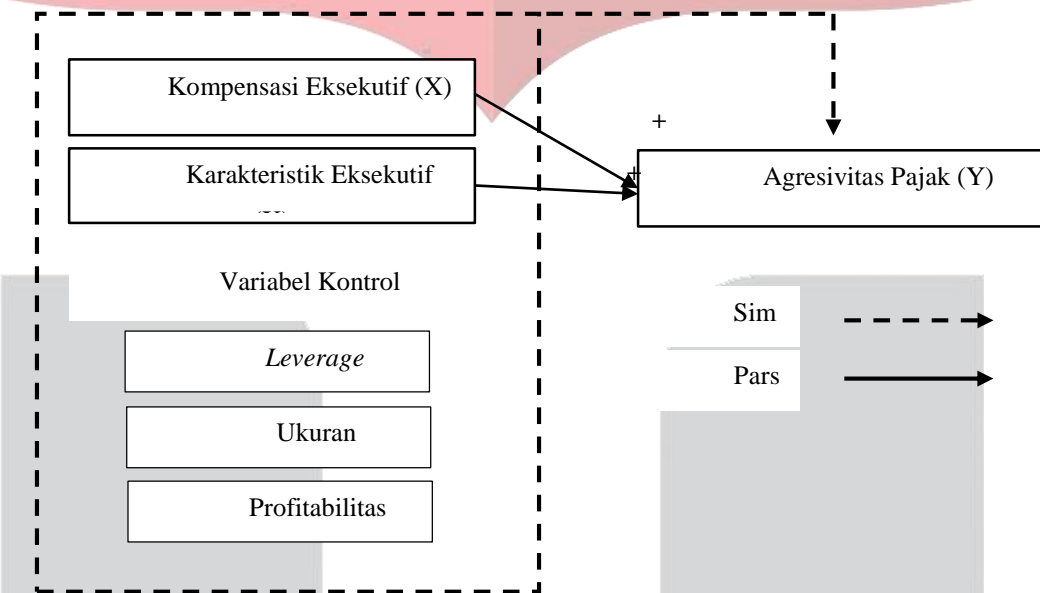 Kompensasi Eksekutif (X)
+
Karakteristik Eksekutif
+
Agresivitas Pajak (Y)
Variabel Kontrol
Sim
Leverage
Pars
Ukuran
Profitabilitas